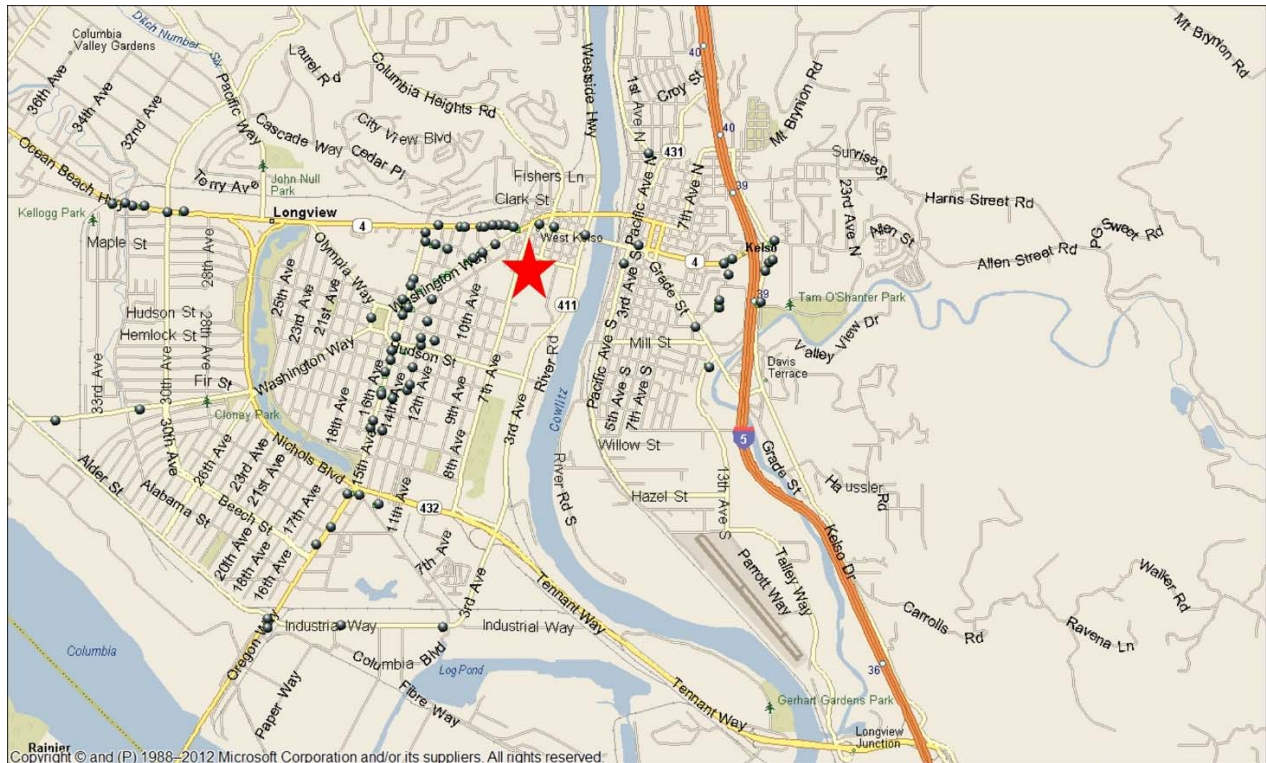 Columbia
Valley Gardens
Ditch Number Six
36th Ave
34th Ave
32nd Ave
Pacific Way
Laurel Rd
Columbia Heights Rd
City View Blvd
Cascade Way
Cedar Pl
Westside Hwy
1st Ave N
Croy St
40
Mt Brynion Rd
Mt Brynion Rd
40
431
Ocean Beach H
Terry Ave
John Null
Park
Fishers Ln
Clark St
Pacific Ave N
7th Ave N
39
Sunrise St
23rd Ave N
Harris Street Rd
Kellogg Park
Longview
4
West Kelso
Kelso
Allen St
Allen Street Rd
PG Sweet Rd
Maple St
28th Ave
Olympia Way
Washington Way
4
411
3rd Ave S
Grade St
39
Tam O'Shanter Park
Hudson St
Hemlock St
28th Ave
25th Ave
23rd Ave
21st Ave
10th Ave
Mill St
Valley View Dr
33rd Ave
30th Ave
Fir St
Washington Way
Hudson St
7th Ave
River Rd
Cowlitz
Pacific Ave S
5th Ave S
7th Ave S
Davis
Terrace
Cloney Park
18th Ave
16th Ave
14th Ave
12th Ave
9th Ave
8th Ave
3rd Ave
Willow St
5
30th Ave
26th Ave
23rd Ave
21st Ave
Nichols Blvd
15th Ave
11th Ave
432
River Rd S
Hazel St
13th Ave S
Grade St
Haussler Rd
Alder St
Alabama St
Beech St
20th Ave
18th Ave
17th Ave
16th Ave
7th Ave
3rd Ave
Tennant Way
Parrott Way
Talley Way
Kelso Dr
Carrolls Rd
Walker Rd
Ravena Ln
Industrial Way
Industrial Way
Columbia
Oregon Way
Columbia Blvd
Log Pond
36
Paper Way
Fibre Way
Tennant Way
Gerhart Gardens Park
Longview
Junction
Rainier
Copyright © and (P) 1988–2012 Microsoft Corporation and/or its suppliers. All rights reserved.